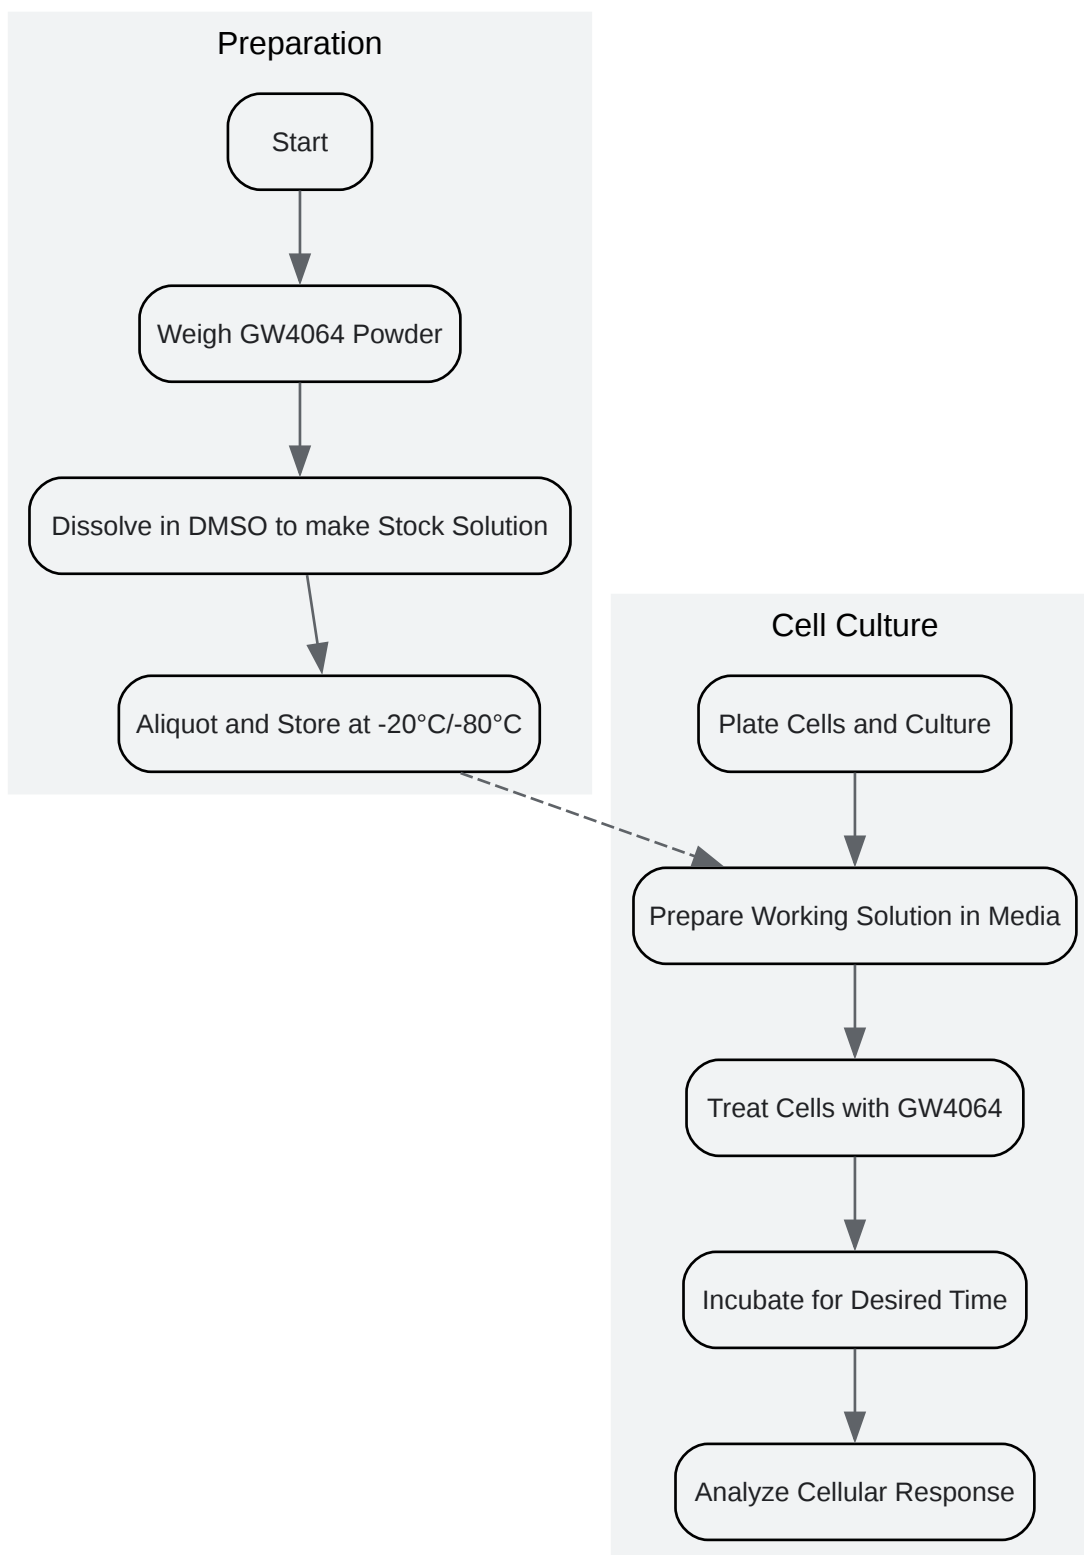 Preparation
Start
Weigh GW4064 Powder
Dissolve in DMSO to make Stock Solution
Aliquot and Store at -20°C/-80°C
Cell Culture
Plate Cells and Culture
Prepare Working Solution in Media
Treat Cells with GW4064
Incubate for Desired Time
Analyze Cellular Response